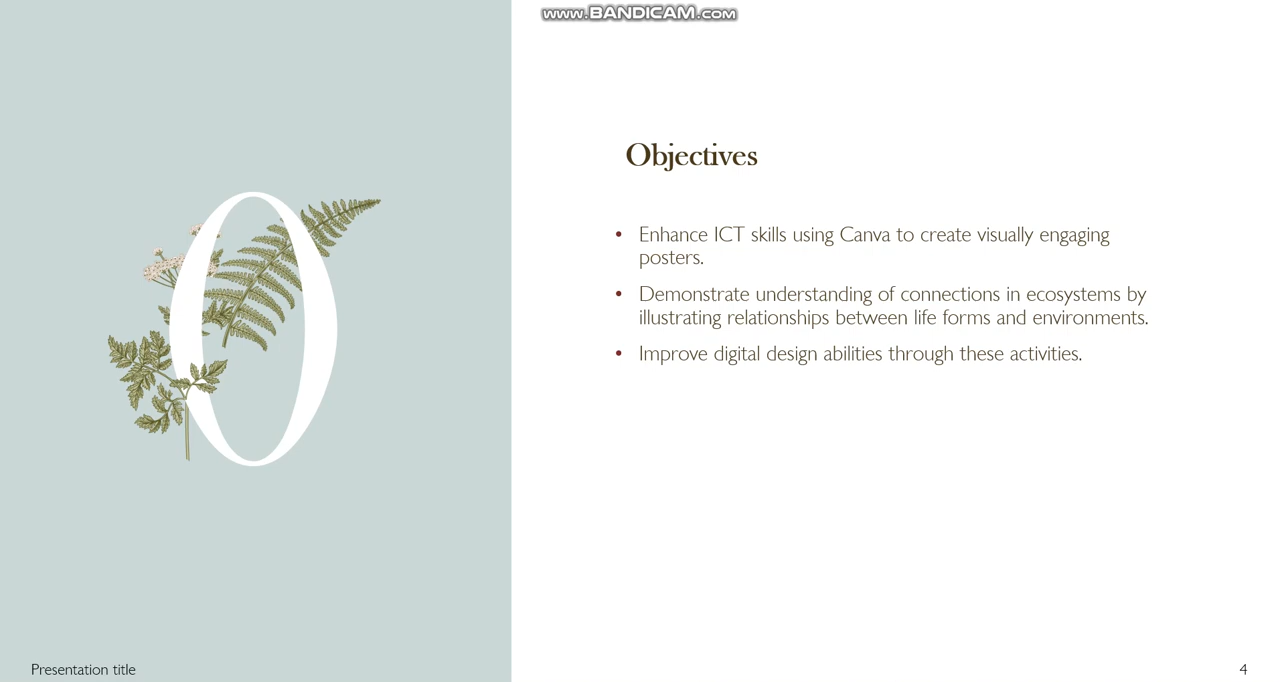 www.BANDICAM.com
O
Objectives
• Enhance ICT skills using Canva to create visually engaging
posters.
• Demonstrate understanding of connections in ecosystems by
illustrating relationships between life forms and environments.
• Improve digital design abilities through these activities.
Presentation title
4